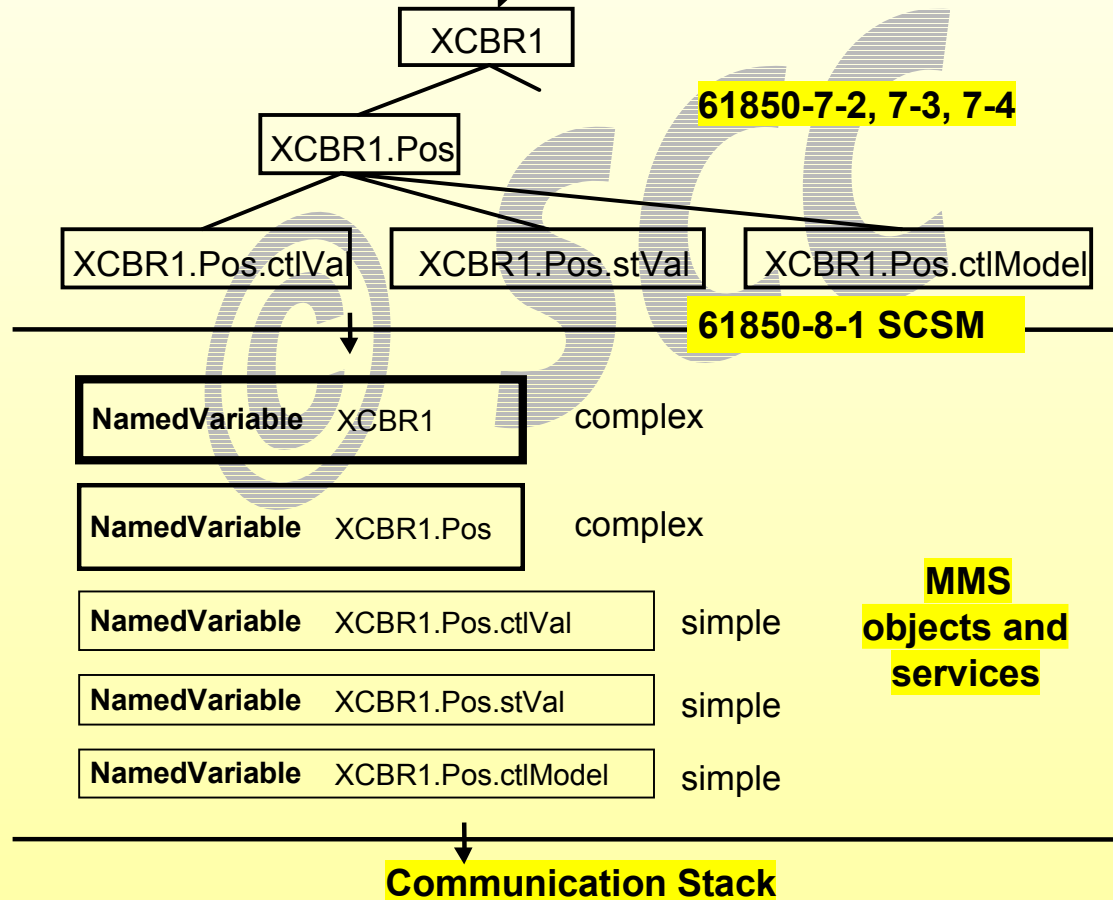 XCBR1
61850-7-2, 7-3, 7-4
XCBR1.Pos
XCBR1.Pos.ctlVal
XCBR1.Pos.stVal
XCBR1.Pos.ctlModel
61850-8-1 SCSM
NamedVariable XCBR1 complex
NamedVariable XCBR1.Pos complex
NamedVariable XCBR1.Pos.ctlVal simple
NamedVariable XCBR1.Pos.stVal simple
NamedVariable XCBR1.Pos.ctlModel simple
MMS
objects and
services
Communication Stack
© SCC